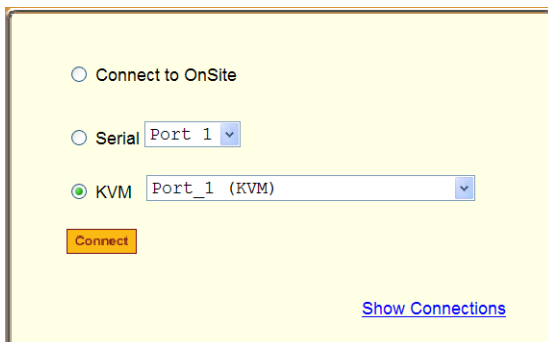 Connect to OnSite
Serial Port 1
KVM Port_1 (KVM)
Connect
Show Connections